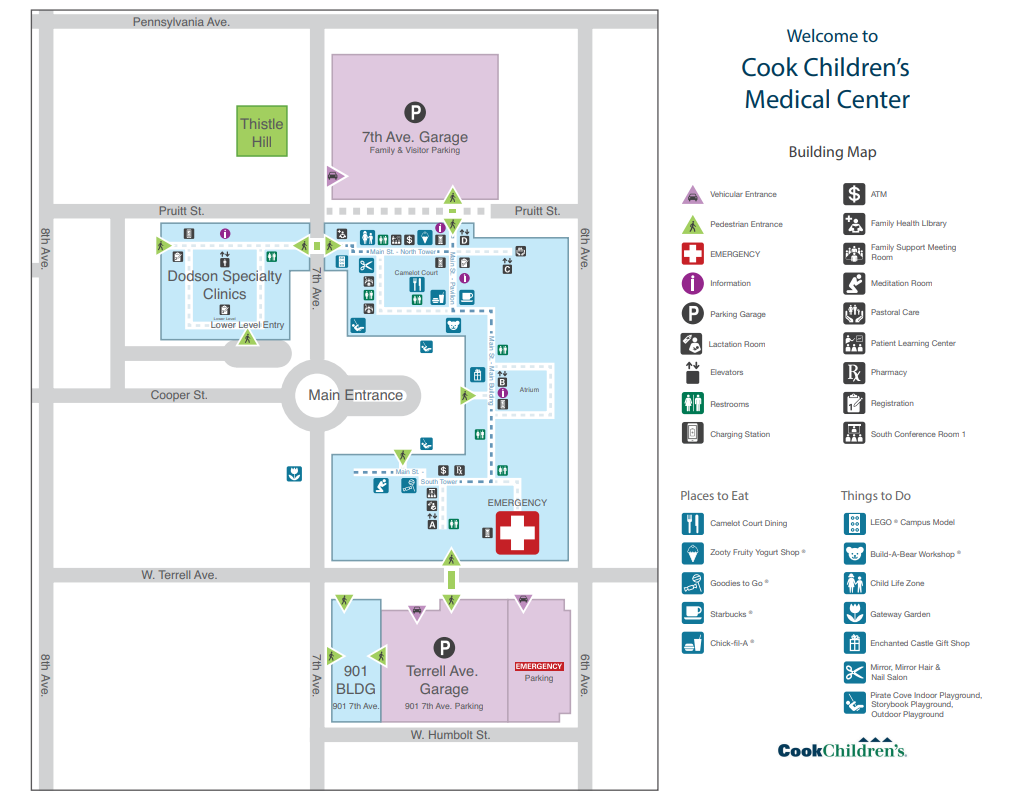 Pennsylvania Ave.
Welcome to
Cook Children's
Medical Center
Building Map
Thistle
Hill
P
7th Ave. Garage
Family & Visitor Parking
Pruitt St.
Pruitt St.
8th Ave.
7th Ave.
6th Ave.
Dodson Specialty
Clinics
Lower Level
Lower Level Entry
Main St. - North Tower
Camelot Court
Main St. - Pavilion
D
C
Main St. - Main Building
B
Atrium
Cooper St.
Main Entrance
Main St. -
South Tower
A
EMERGENCY
W. Terrell Ave.
8th Ave.
7th Ave.
6th Ave.
901
BLDG
901 7th Ave.
P
Terrell Ave.
Garage
901 7th Ave. Parking
EMERGENCY
Parking
W. Humbolt St.
Vehicular Entrance
Pedestrian Entrance
EMERGENCY
Information
Parking Garage
Lactation Room
Elevators
Restrooms
Charging Station
ATM
Family Health Library
Family Support Meeting
Room
Meditation Room
Pastoral Care
Patient Learning Center
Pharmacy
Registration
South Conference Room 1
Places to Eat
Camelot Court Dining
Zooty Fruity Yogurt Shop ®
Goodies to Go ®
Starbucks ®
Chick-fil-A ®
Things to Do
LEGO ® Campus Model
Build-A-Bear Workshop ®
Child Life Zone
Gateway Garden
Enchanted Castle Gift Shop
Mirror, Mirror Hair &
Nail Salon
Pirate Cove Indoor Playground,
Storybook Playground,
Outdoor Playground
CookChildren's.